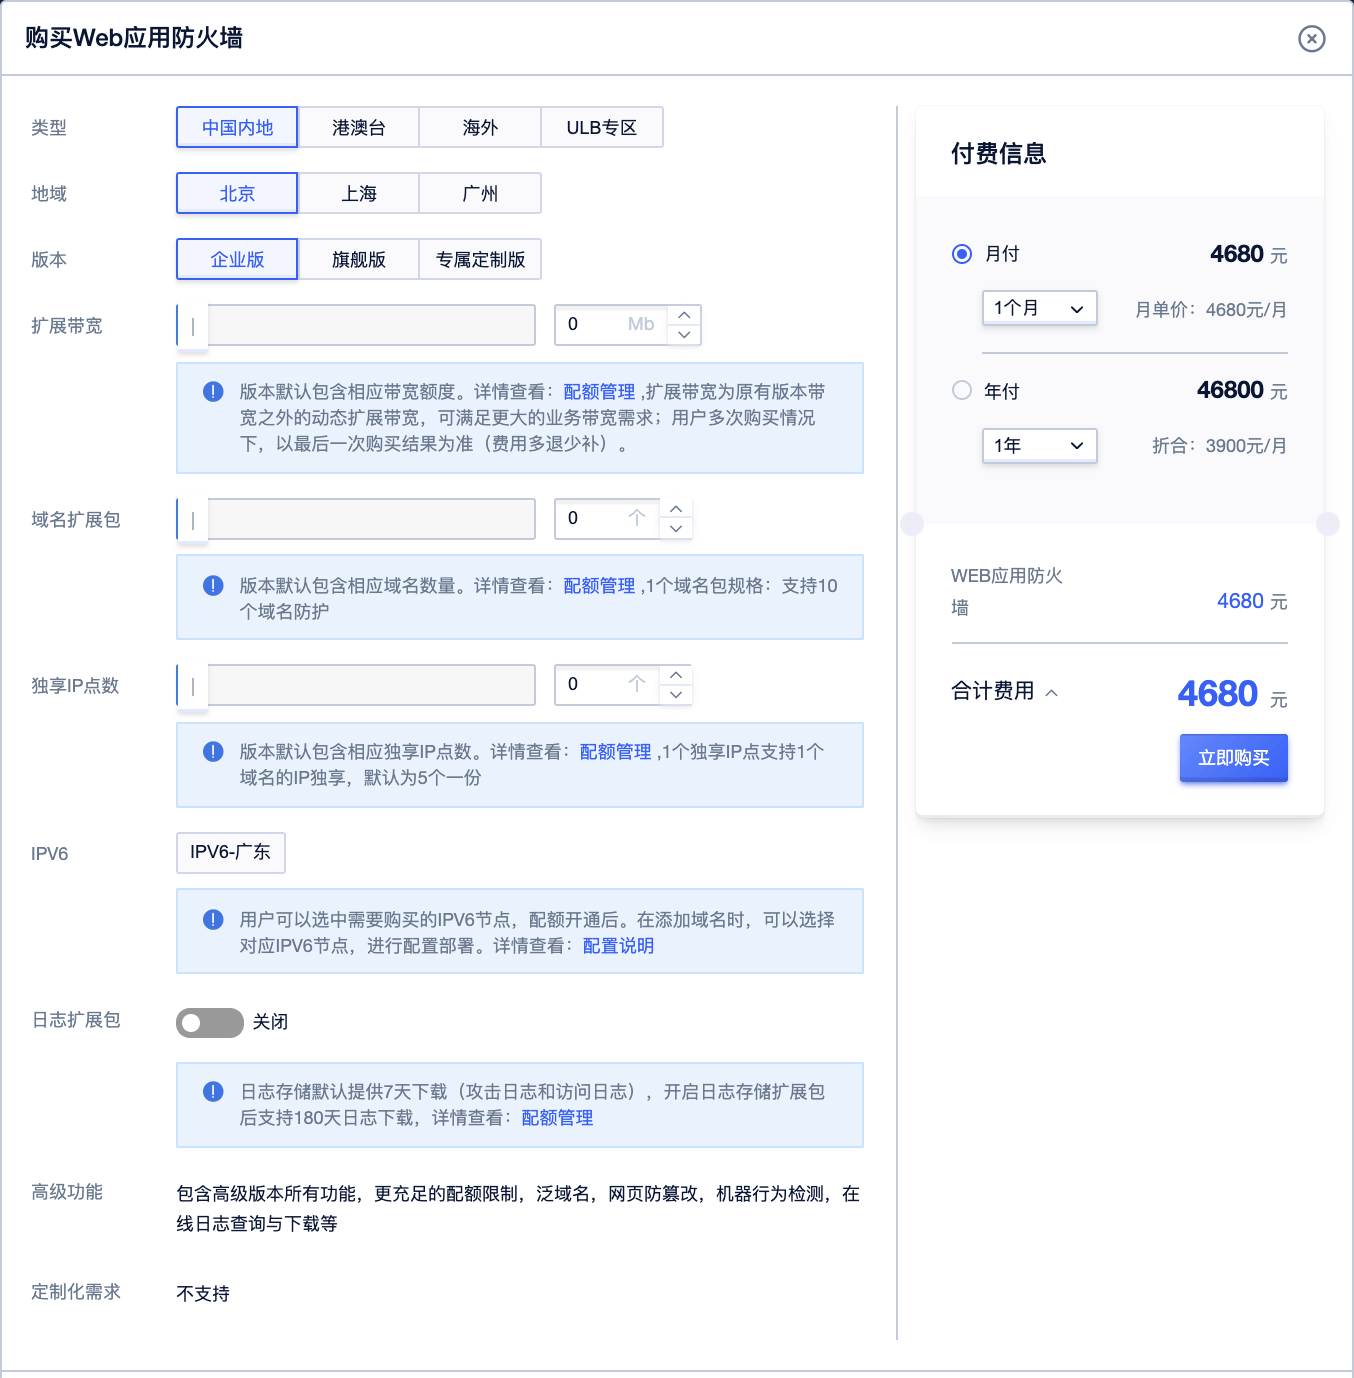 购买Web应用防火墙
类型
中国内地 港澳台 海外 ULB专区
地域
北京 上海 广州
版本
企业版 旗舰版 专属定制版
扩展带宽
0 Mb
版本默认包含相应带宽额度。详情查看：配额管理 ,扩展带宽为原有版本带
宽之外的动态扩展带宽，可满足更大的业务带宽需求；用户多次购买情况
下，以最后一次购买结果为准（费用多退少补）。
域名扩展包
0 个
版本默认包含相应域名数量。详情查看：配额管理 ,1个域名包规格：支持10
个域名防护
独享IP点数
0 个
版本默认包含相应独享IP点数。详情查看：配额管理 ,1个独享IP点支持1个
域名的IP独享，默认为5个一份
IPV6
IPV6-广东
用户可以选中需要购买的IPV6节点，配额开通后。在添加域名时，可以选择
对应IPV6节点，进行配置部署。详情查看：配置说明
日志扩展包
关闭
日志存储默认提供7天下载（攻击日志和访问日志），开启日志存储扩展包
后支持180天日志下载，详情查看：配额管理
高级功能
包含高级版本所有功能，更充足的配额限制，泛域名，网页防篡改，机器行为检测，在
线日志查询与下载等
定制化需求
不支持
付费信息
月付 4680 元
1个月 月单价：4680元/月
年付 46800 元
1年 折合：3900元/月
WEB应用防火
墙
4680 元
合计费用 4680 元
立即购买